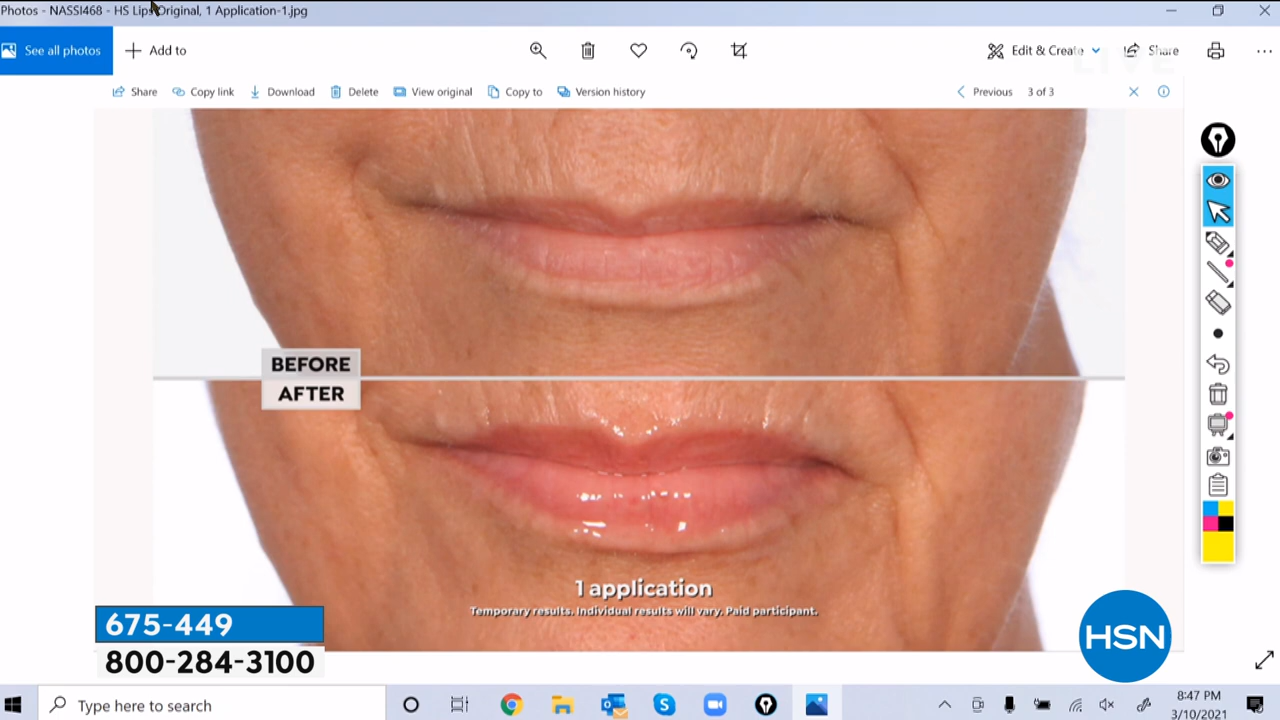 Photos - NASSI468 - HS Lips Original, 1 Application-1.jpg
See all photos
Add to
Edit & Create
Share
LIVE
Share
Copy link
Download
Delete
View original
Copy to
Version history
Previous
3 of 3
BEFORE
AFTER
1 application
Temporary results. Individual results will vary. Paid participant.
675-449
800-284-3100
HSN
Type here to search
8:47 PM
3/10/2021